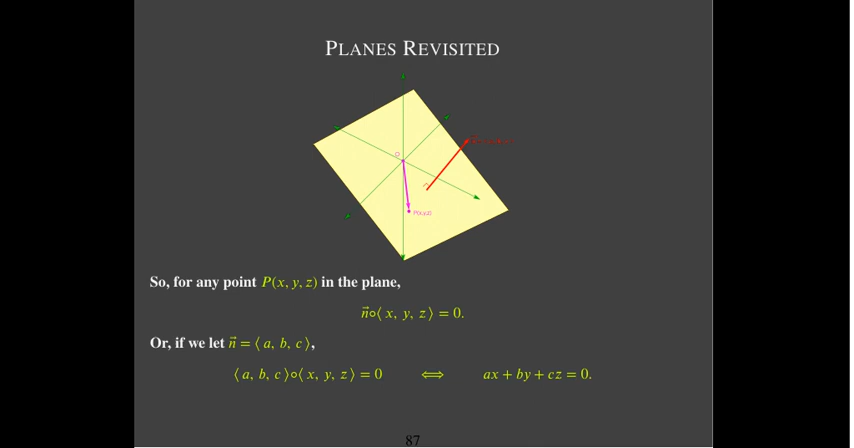 PLANES REVISITED
O
P(x,y,z)
So, for any point P(x, y, z) in the plane,
n⃗∘⟨ x, y, z ⟩ = 0.
Or, if we let n⃗ = ⟨ a, b, c ⟩,
⟨ a, b, c ⟩∘⟨ x, y, z ⟩ = 0 ⟺ ax + by + cz = 0.
87